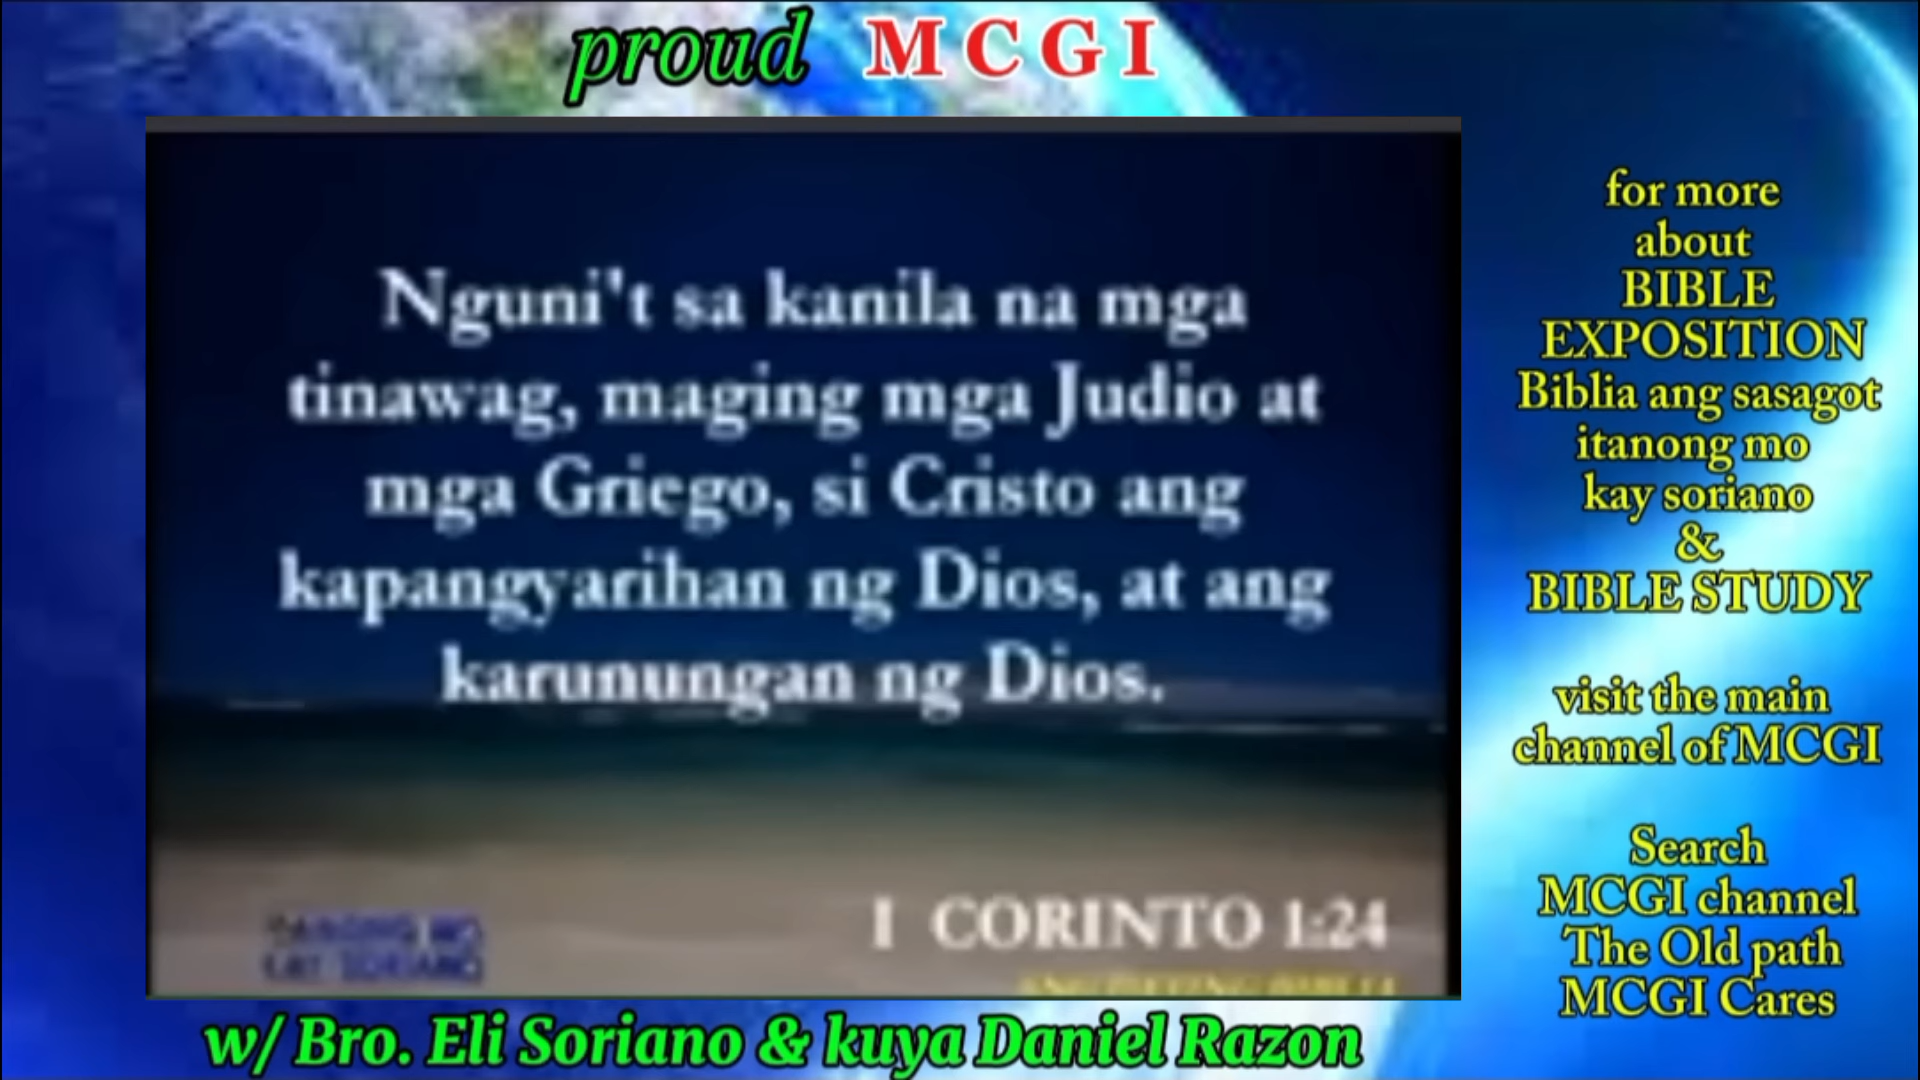 proud MCGI
Nguni't sa kanila na mga
tinawag, maging mga Judio at
mga Griego, si Cristo ang
kapangyarihan ng Dios, at ang
karunungan ng Dios.
I CORINTO 1:24
KAY SORIANO
w/ Bro. Eli Soriano & kuya Daniel Razon
for more
about
BIBLE
EXPOSITION
Biblia ang sasagot
itanong mo
kay soriano
&
BIBLE STUDY
visit the main
channel of MCGI
Search
MCGI channel
The Old path
MCGI Cares